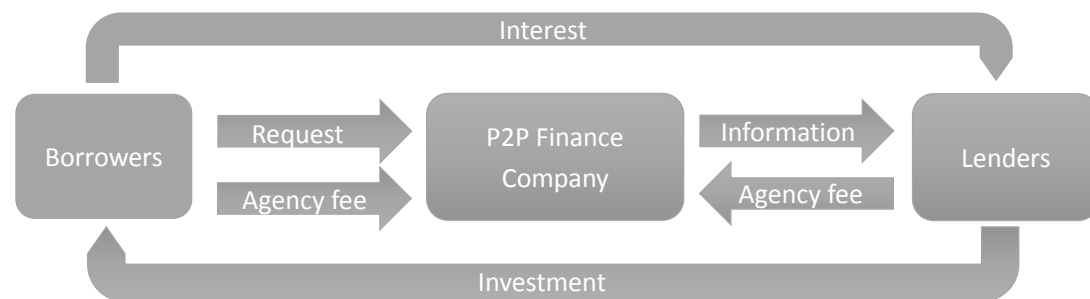 Interest
Borrowers
Request
Agency fee
P2P Finance
Company
Information
Agency fee
Lenders
Investment